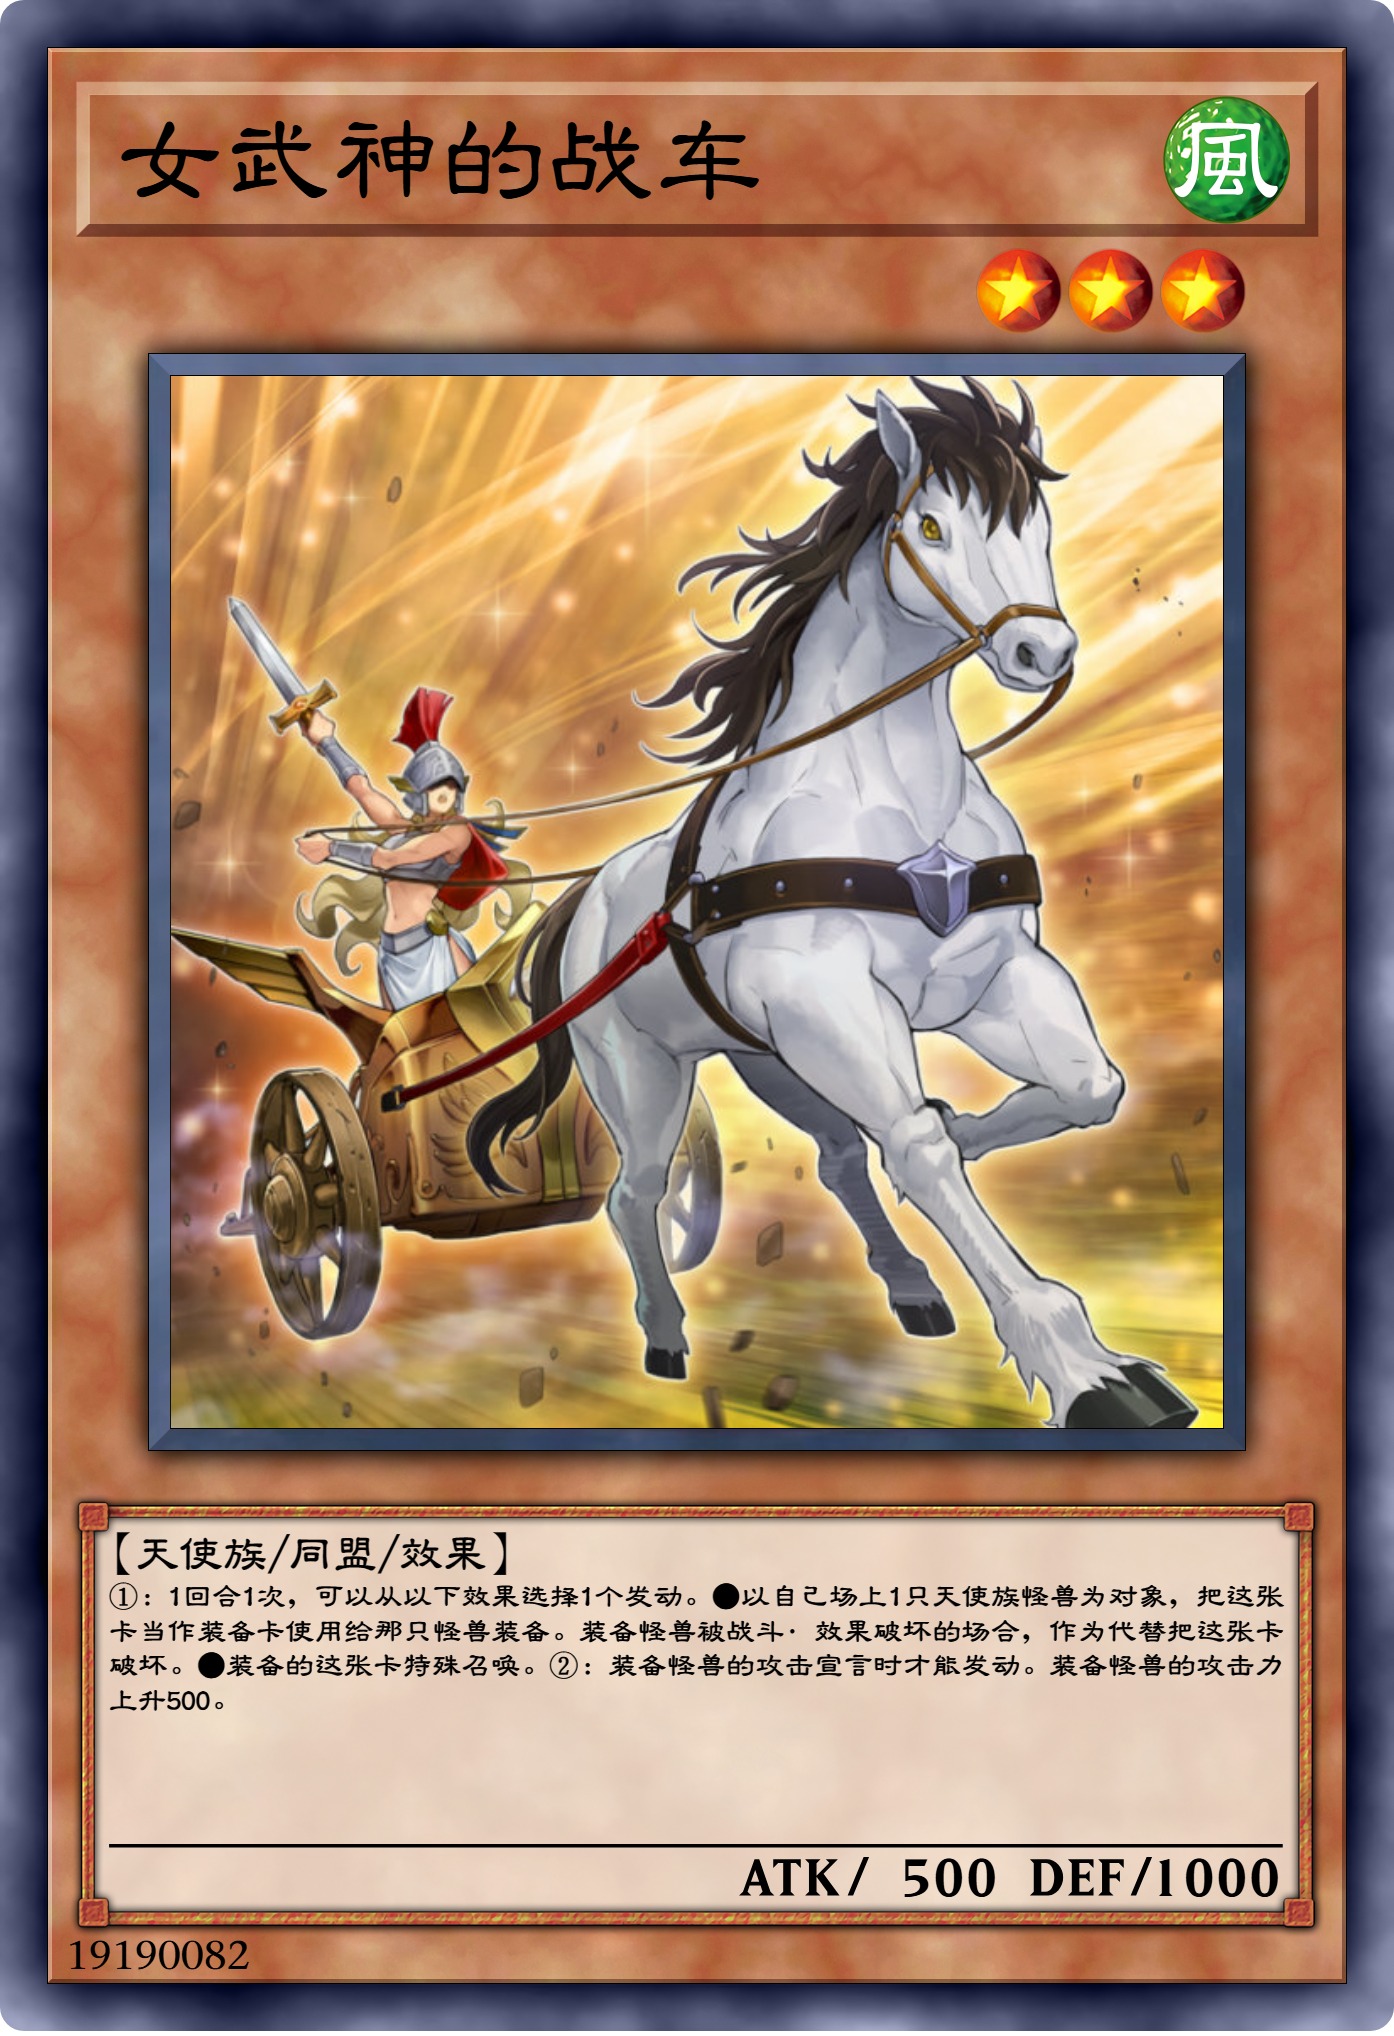 女武神的战车
風
【天使族/同盟/效果】
①：1回合1次，可以从以下效果选择1个发动。●以自己场上1只天使族怪兽为对象，把这张
卡当作装备卡使用给那只怪兽装备。装备怪兽被战斗·效果破坏的场合，作为代替把这张卡
破坏。●装备的这张卡特殊召唤。②：装备怪兽的攻击宣言时才能发动。装备怪兽的攻击力
上升500。
ATK/ 500 DEF/1000
19190082